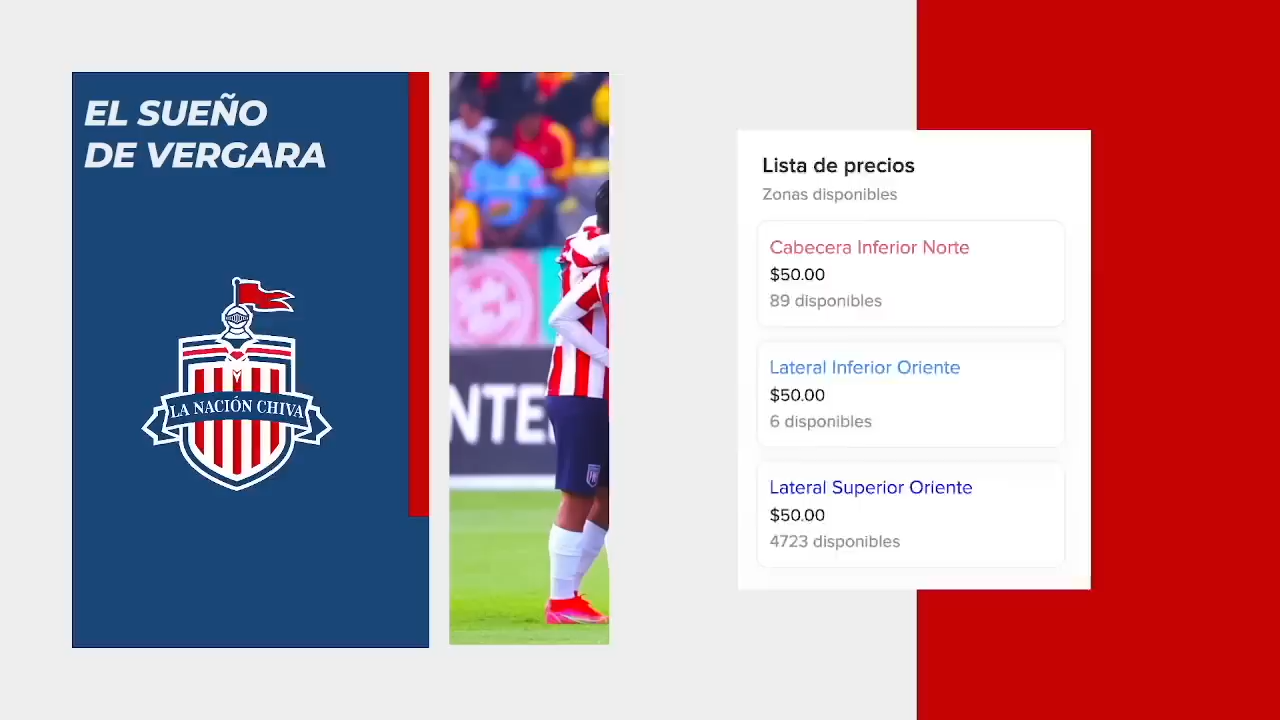 EL SUEÑO
DE VERGARA
LA NACIÓN CHIVA
Lista de precios
Zonas disponibles
Cabecera Inferior Norte
$50.00
89 disponibles
Lateral Inferior Oriente
$50.00
6 disponibles
Lateral Superior Oriente
$50.00
4723 disponibles